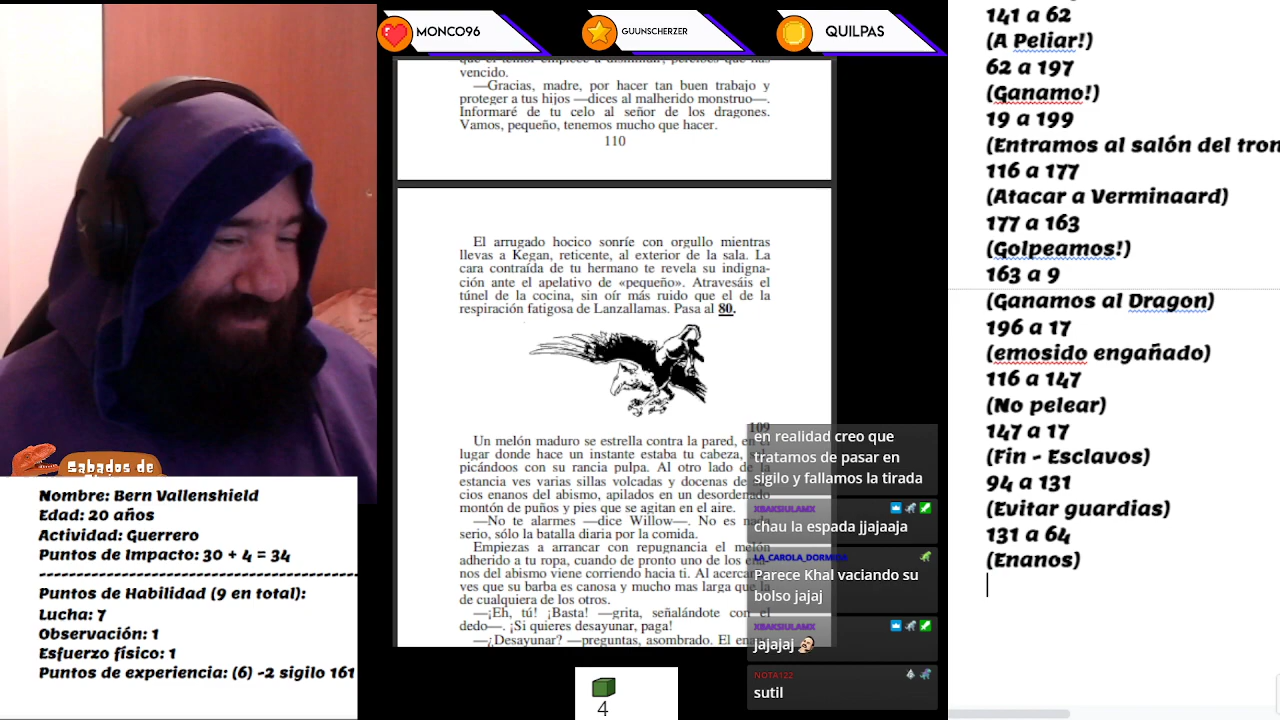 MONCO96
GUUNSCHERZER
QUILPAS
vencido.
—Gracias, madre, por hacer tan buen trabajo y
proteger a tus hijos —dices al malherido monstruo—.
Informaré de tu celo al señor de los dragones.
Vamos, pequeño, tenemos mucho que hacer.
110
El arrugado hocico sonríe con orgullo mientras
llevas a Kegan, reticente, al exterior de la sala. La
cara contraída de tu hermano te revela su indigna-
ción ante el apelativo de «pequeño». Atravesáis el
túnel de la cocina, sin oír más ruido que el de la
respiración fatigosa de Lanzallamas. Pasa al 80.
109
Un melón maduro se estrella contra la pared, en el
lugar donde hace un instante estaba tu cabeza,
picándoos con su rancia pulpa. Al otro lado de la
estancia ves varias sillas volcadas y docenas de
cios enanos del abismo, apilados en un desordenado
montón de puños y pies que se agitan en el aire.
—No te alarmes —dice Willow—. No es nada
serio, sólo la batalla diaria por la comida.
Empiezas a arrancar con repugnancia el melón
adherido a tu ropa, cuando de pronto uno de los
nos del abismo viene corriendo hacia ti. Al acercar
ves que su barba es canosa y mucho mas larga que la
de cualquiera de los otros.
—¡Eh, tú! ¡Basta! —grita, señalándote con el
dedo—. ¡Si quieres desayunar, paga!
—¿Desayunar? —preguntas, asombrado. El
en realidad creo que
tratamos de pasar en
sigilo y fallamos la tirada
XBAKSIULAMX
chau la espada jjajaaja
LA_CAROLA_DORMIDA
Parece Khal vaciando su
bolso jajaj
XBAKSIULAMX
jajajaj
NOTA122
sutil
4
Sabados de
Nombre: Bern Vallenshield
Edad: 20 años
Actividad: Guerrero
Puntos de Impacto: 30 + 4 = 34
Puntos de Habilidad (9 en total):
Lucha: 7
Observación: 1
Esfuerzo físico: 1
Puntos de experiencia: (6) -2 sigilo 161
141 a 62
(A Peliar!)
62 a 197
(Ganamo!)
19 a 199
(Entramos al salón del tron
116 a 177
(Atacar a Verminaard)
177 a 163
(Golpeamos!)
163 a 9
(Ganamos al Dragon)
196 a 17
(emosido engañado)
116 a 147
(No pelear)
147 a 17
(Fin - Esclavos)
94 a 131
(Evitar guardias)
131 a 64
(Enanos)